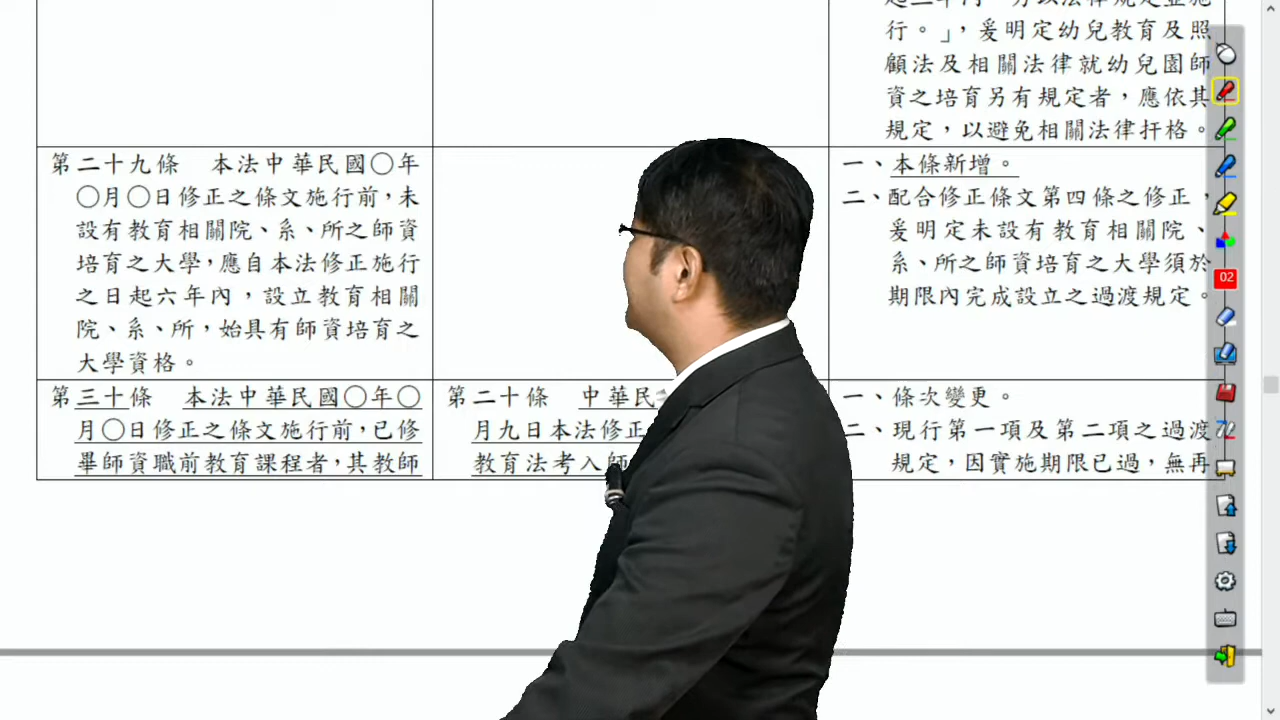 行。」，爰明定幼兒教育及照
顧法及相關法律就幼兒園師
資之培育另有規定者，應依其
規定，以避免相關法律扞格。
第二十九條　本法中華民國○年
○月○日修正之條文施行前，未
設有教育相關院、系、所之師資
培育之大學，應自本法修正施行
之日起六年內，設立教育相關
院、系、所，始具有師資培育之
大學資格。
一、本條新增。
二、配合修正條文第四條之修正，
爰明定未設有教育相關院、
系、所之師資培育之大學須於
期限內完成設立之過渡規定。
第三十條　本法中華民國○年○
月○日修正之條文施行前，已修
畢師資職前教育課程者，其教師
第二十條　中華民
月九日本法修正
教育法考入師
一、條次變更。
二、現行第一項及第二項之過渡
規定，因實施期限已過，無再
02